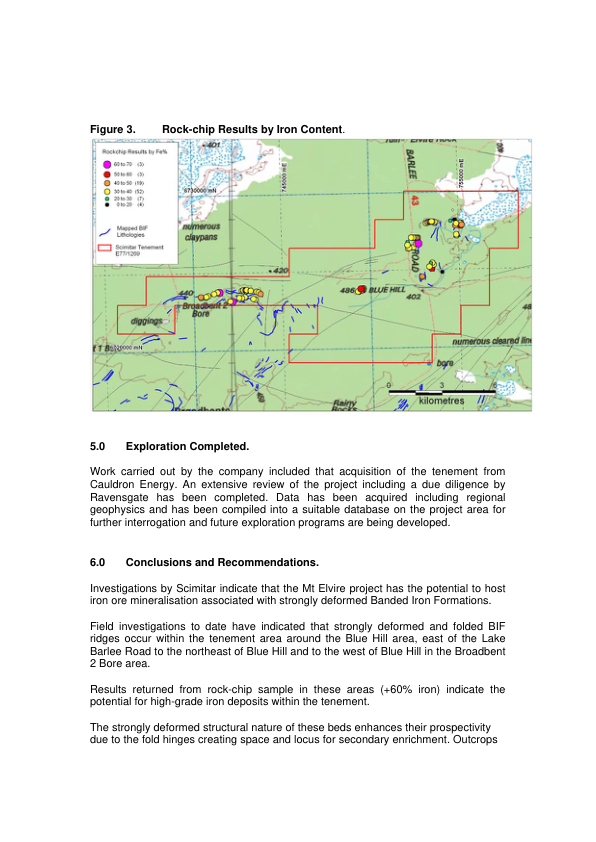 Figure 3. Rock-chip Results by Iron Content.
Rockchip Results by Fe%
60 to 70 (3)
50 to 60 (3)
40 to 50 (19)
30 to 40 (52)
20 to 30 (7)
0 to 20 (4)
Mapped BIF
Lithologies
Scimitar Tenement
E77/1269
401
745000 mE
BARLEE
755000 mE
6730000 mN
43
numerous
claypans
ROAD
420
440
486
BLUE HILL
402
Broadbent 2
Bore
diggings
6720000 mN
numerous cleared line
bore
Rainy
Rocks
0 3
kilometres
5.0 Exploration Completed.
Work carried out by the company included that acquisition of the tenement from
Cauldron Energy. An extensive review of the project including a due diligence by
Ravensgate has been completed. Data has been acquired including regional
geophysics and has been compiled into a suitable database on the project area for
further interrogation and future exploration programs are being developed.
6.0 Conclusions and Recommendations.
Investigations by Scimitar indicate that the Mt Elvire project has the potential to host
iron ore mineralisation associated with strongly deformed Banded Iron Formations.
Field investigations to date have indicated that strongly deformed and folded BIF
ridges occur within the tenement area around the Blue Hill area, east of the Lake
Barlee Road to the northeast of Blue Hill and to the west of Blue Hill in the Broadbent
2 Bore area.
Results returned from rock-chip sample in these areas (+60% iron) indicate the
potential for high-grade iron deposits within the tenement.
The strongly deformed structural nature of these beds enhances their prospectivity
due to the fold hinges creating space and locus for secondary enrichment. Outcrops